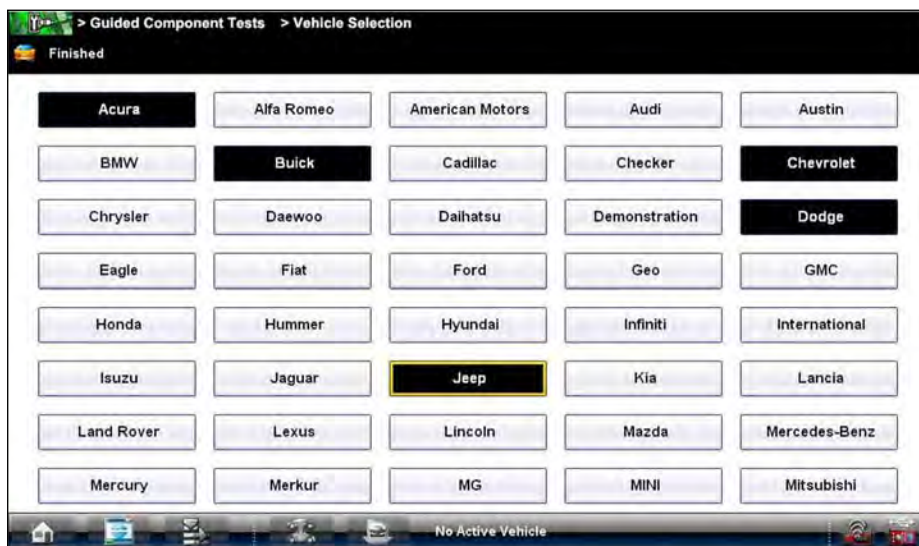 > Guided Component Tests > Vehicle Selection
Finished
Acura Alfa Romeo American Motors Audi Austin
BMW Buick Cadillac Checker Chevrolet
Chrysler Daewoo Daihatsu Demonstration Dodge
Eagle Fiat Ford Geo GMC
Honda Hummer Hyundai Infiniti International
Isuzu Jaguar Jeep Kia Lancia
Land Rover Lexus Lincoln Mazda Mercedes-Benz
Mercury Merkur MG MINI Mitsubishi
No Active Vehicle